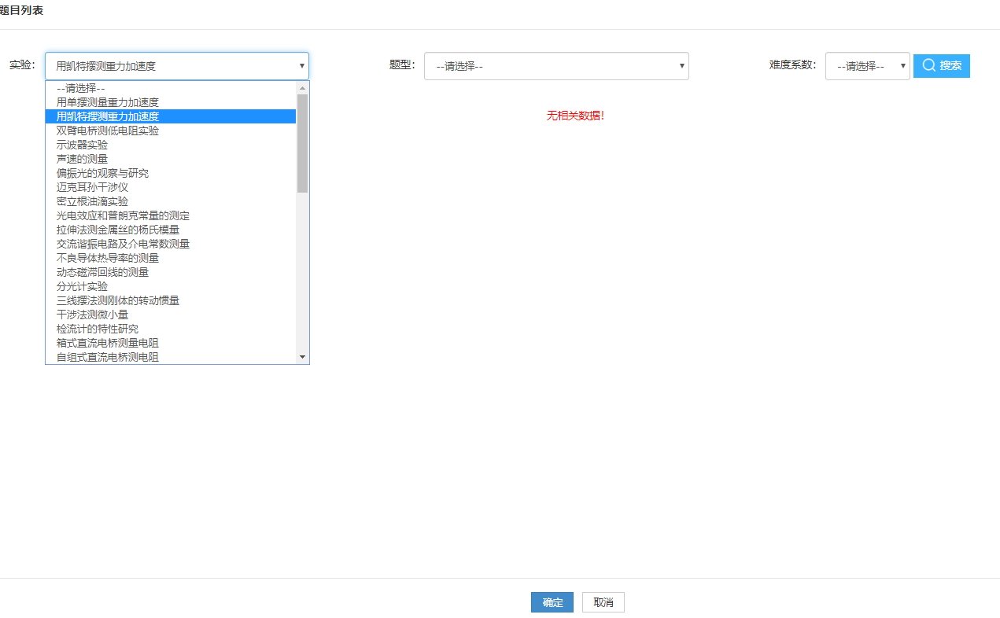 题目列表
实验： 用凯特摆测重力加速度 题型： --请选择-- 难度系数： --请选择-- 搜索
--请选择--
用单摆测量重力加速度
用凯特摆测重力加速度
双臂电桥测低电阻实验
示波器实验
声速的测量
偏振光的观察与研究
迈克耳孙干涉仪
密立根油滴实验
光电效应和普朗克常量的测定
拉伸法测金属丝的杨氏模量
交流谐振电路及介电常数测量
不良导体热导率的测量
动态磁滞回线的测量
分光计实验
三线摆法测刚体的转动惯量
干涉法测微小量
检流计的特性研究
箱式直流电桥测量电阻
自组式直流电桥测电阻
无相关数据！
确定 取消